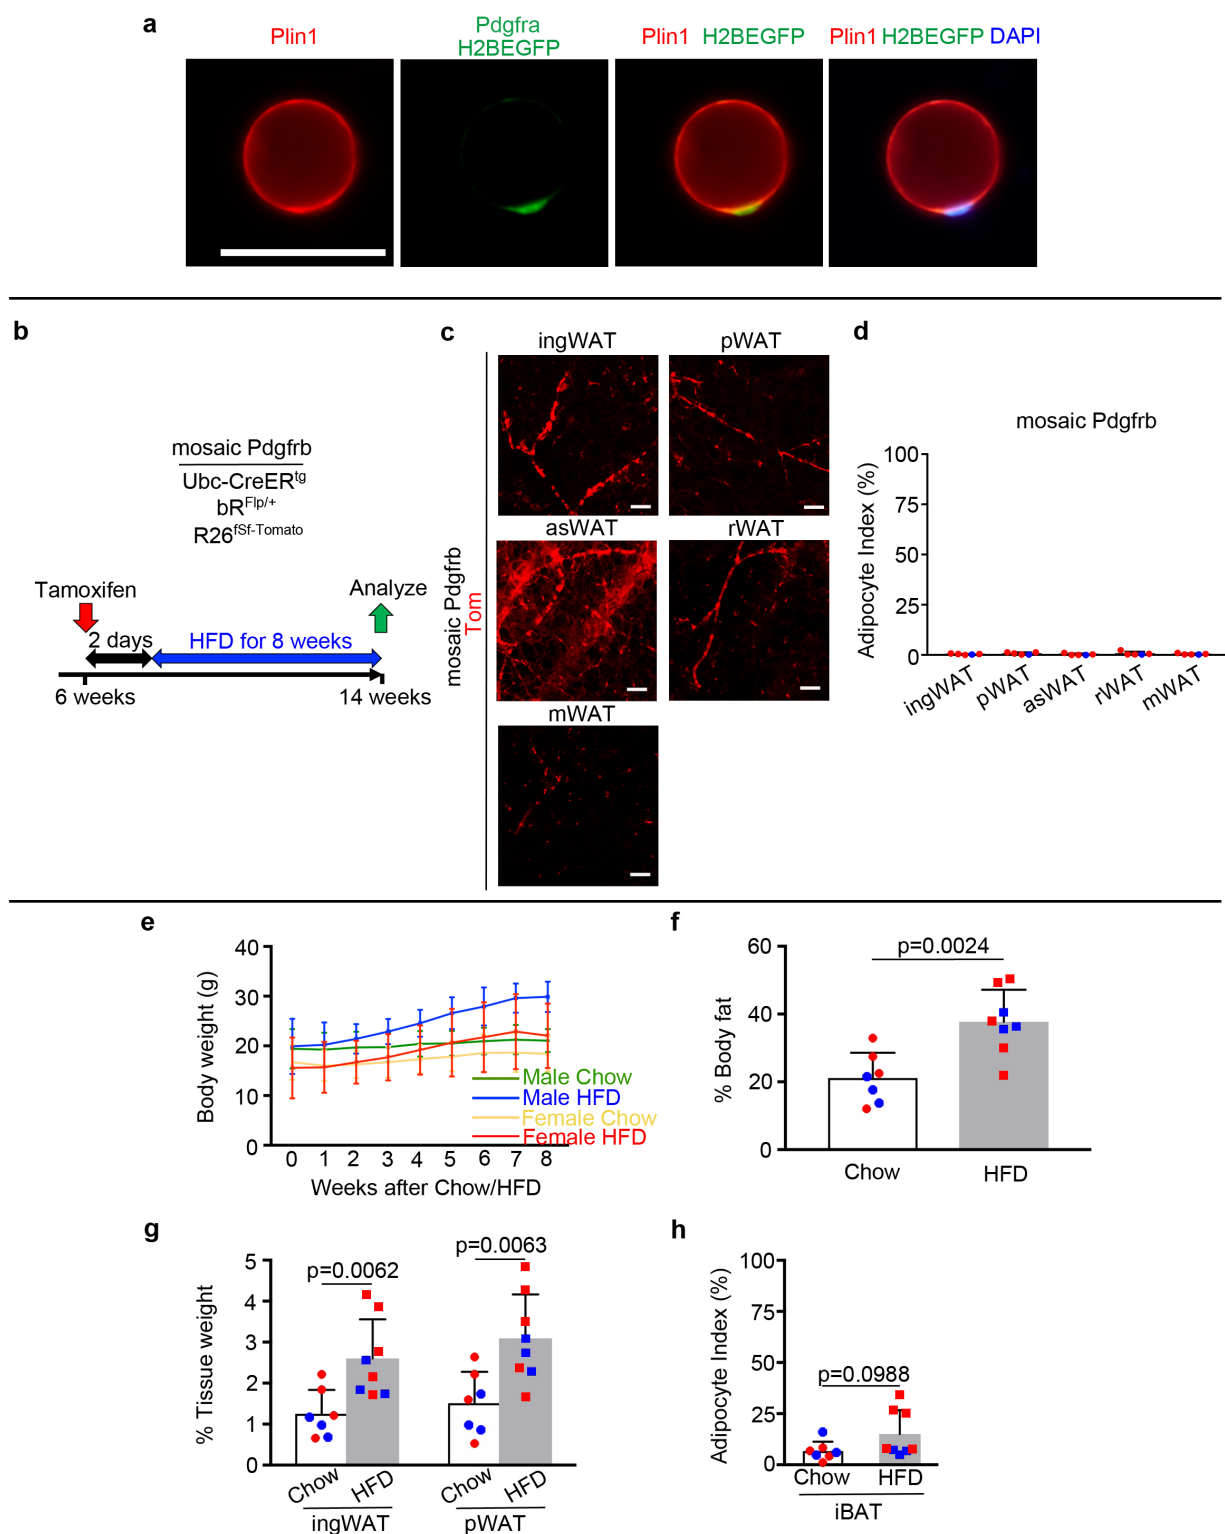 a
Plin1
Pdgfra
H2BEGFP
Plin1 H2BEGFP
Plin1 H2BEGFP DAPI
b
mosaic Pdgfrb
Ubc-CreERtg
bRFlp/+
R26fSf-Tomato
Tamoxifen
Analyze
2 days
HFD for 8 weeks
6 weeks
14 weeks
c
mosaic Pdgfrb
Tom
ingWAT
pWAT
asWAT
rWAT
mWAT
d
mosaic Pdgfrb
Adipocyte Index (%)
100
75
50
25
0
ingWAT
pWAT
asWAT
rWAT
mWAT
e
Body weight (g)
40
30
20
10
0
Male Chow
Male HFD
Female Chow
Female HFD
0 1 2 3 4 5 6 7 8
Weeks after Chow/HFD
f
% Body fat
60
40
20
0
p=0.0024
Chow
HFD
g
% Tissue weight
5
4
3
2
1
0
p=0.0062
p=0.0063
Chow
HFD
Chow
HFD
ingWAT
pWAT
h
Adipocyte Index (%)
100
75
50
25
0
p=0.0988
Chow
HFD
iBAT